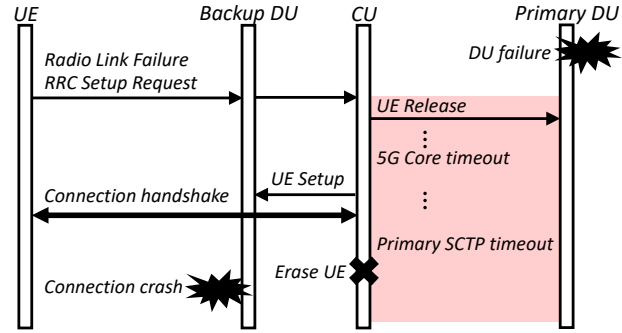 UE
Backup DU
CU
Primary DU
DU failure
Radio Link Failure
RRC Setup Request
UE Release
5G Core timeout
UE Setup
Connection handshake
Primary SCTP timeout
Erase UE
Connection crash